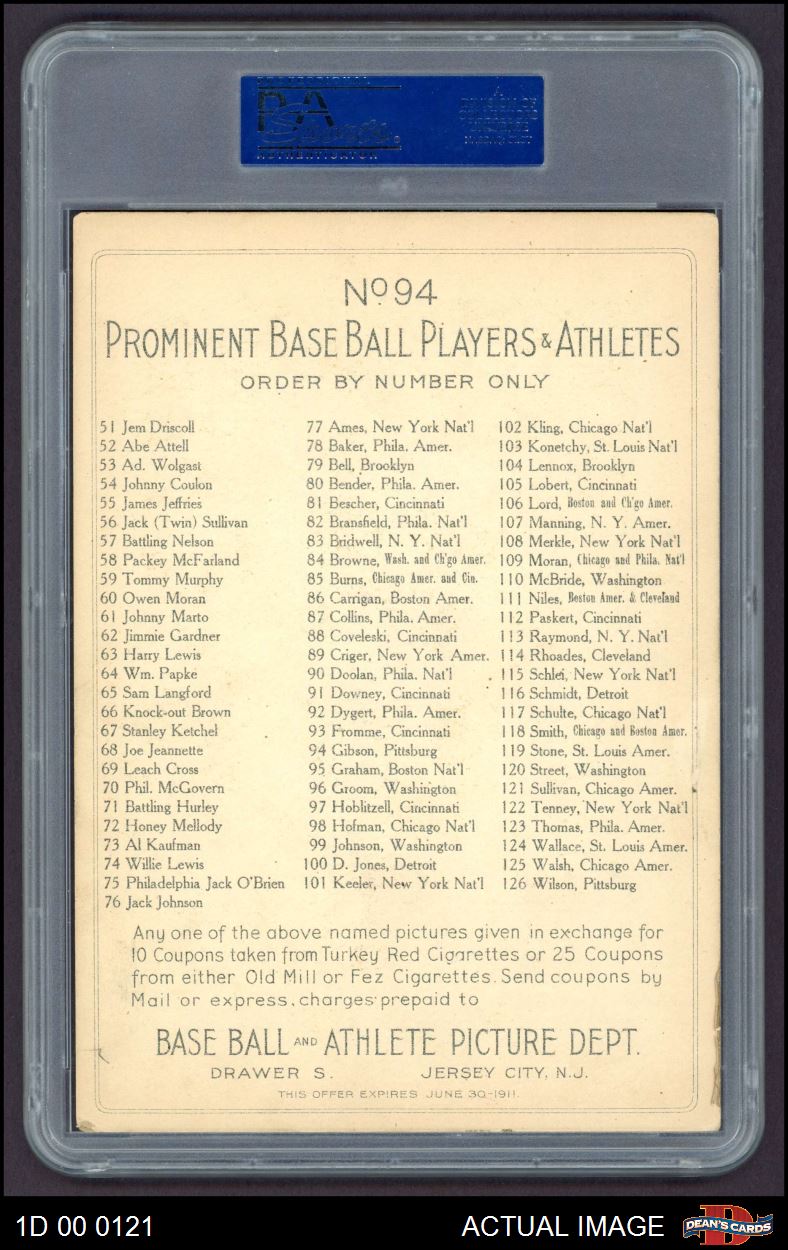 PSA
No 94
PROMINENT BASE BALL PLAYERS & ATHLETES
ORDER BY NUMBER ONLY
51 Jem Driscoll
52 Abe Attell
53 Ad. Wolgast
54 Johnny Coulon
55 James Jeffries
56 Jack (Twin) Sullivan
57 Battling Nelson
58 Packey McFarland
59 Tommy Murphy
60 Owen Moran
61 Johnny Marto
62 Jimmie Gardner
63 Harry Lewis
64 Wm. Papke
65 Sam Langford
66 Knock-out Brown
67 Stanley Ketchel
68 Joe Jeannette
69 Leach Cross
70 Phil. McGovern
71 Battling Hurley
72 Honey Mellody
73 Al Kaufman
74 Willie Lewis
75 Philadelphia Jack O'Brien
76 Jack Johnson
77 Ames, New York Nat'l
78 Baker, Phila. Amer.
79 Bell, Brooklyn
80 Bender, Phila. Amer.
81 Bescher, Cincinnati
82 Bransfield, Phila. Nat'l
83 Bridwell, N. Y. Nat'l
84 Browne, Wash. and Ch'go Amer.
85 Burns, Chicago Amer. and Cin.
86 Carrigan, Boston Amer.
87 Collins, Phila. Amer.
88 Coveleski, Cincinnati
89 Criger, New York Amer.
90 Doolan, Phila. Nat'l
91 Downey, Cincinnati
92 Dygert, Phila. Amer.
93 Fromme, Cincinnati
94 Gibson, Pittsburg
95 Graham, Boston Nat'l
96 Groom, Washington
97 Hoblitzell, Cincinnati
98 Hofman, Chicago Nat'l
99 Johnson, Washington
100 D. Jones, Detroit
101 Keeler, New York Nat'l
102 Kling, Chicago Nat'l
103 Konetchy, St. Louis Nat'l
104 Lennox, Brooklyn
105 Lobert, Cincinnati
106 Lord, Boston and Ch'go Amer.
107 Manning, N. Y. Amer.
108 Merkle, New York Nat'l
109 Moran, Chicago and Phila. Nat'l
110 McBride, Washington
111 Niles, Boston Amer. & Cleveland
112 Paskert, Cincinnati
113 Raymond, N. Y. Nat'l
114 Rhoades, Cleveland
115 Schlei, New York Nat'l
116 Schmidt, Detroit
117 Schulte, Chicago Nat'l
118 Smith, Chicago and Boston Amer.
119 Stone, St. Louis Amer.
120 Street, Washington
121 Sullivan, Chicago Amer.
122 Tenney, New York Nat'l
123 Thomas, Phila. Amer.
124 Wallace, St. Louis Amer.
125 Walsh, Chicago Amer.
126 Wilson, Pittsburg
Any one of the above named pictures given in exchange for
10 Coupons taken from Turkey Red Cigarettes or 25 Coupons
from either Old Mill or Fez Cigarettes. Send coupons by
Mail or express, charges prepaid to
BASE BALL AND ATHLETE PICTURE DEPT.
DRAWER S. JERSEY CITY, N.J.
THIS OFFER EXPIRES JUNE 30-1911.
1D 00 0121
ACTUAL IMAGE
D
DEAN'S CARDS